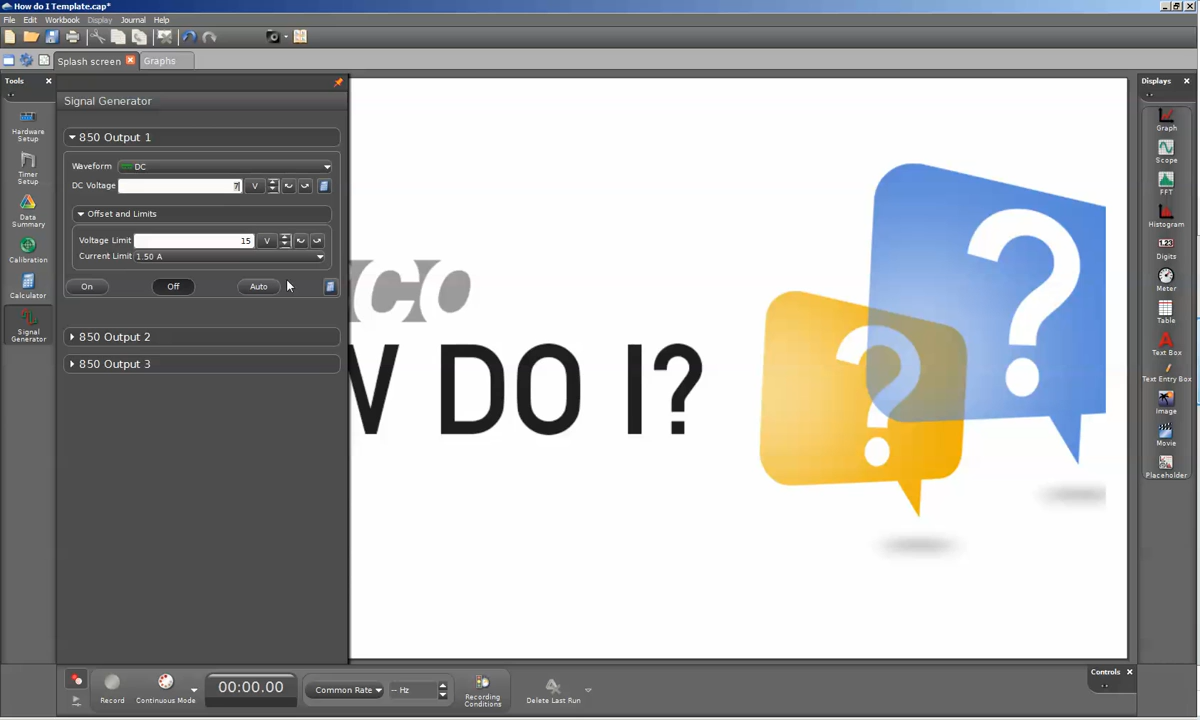 How do I Template.cap*
File Edit Workbook Display Journal Help
Splash screen Graphs
Tools
Hardware Setup
Timer Setup
Data Summary
Calibration
Calculator
Signal Generator
Signal Generator
850 Output 1
Waveform DC
DC Voltage 7 V
Offset and Limits
Voltage Limit 15 V
Current Limit 1.50 A
On Off Auto
850 Output 2
850 Output 3
CO
W DO I?
? ?
Displays
Graph
Scope
FFT
Histogram
Digits
Meter
Table
Text Box
Text Entry Box
Image
Movie
Placeholder
Record
Continuous Mode
00:00.00
Common Rate -- Hz
Recording Conditions
Delete Last Run
Controls